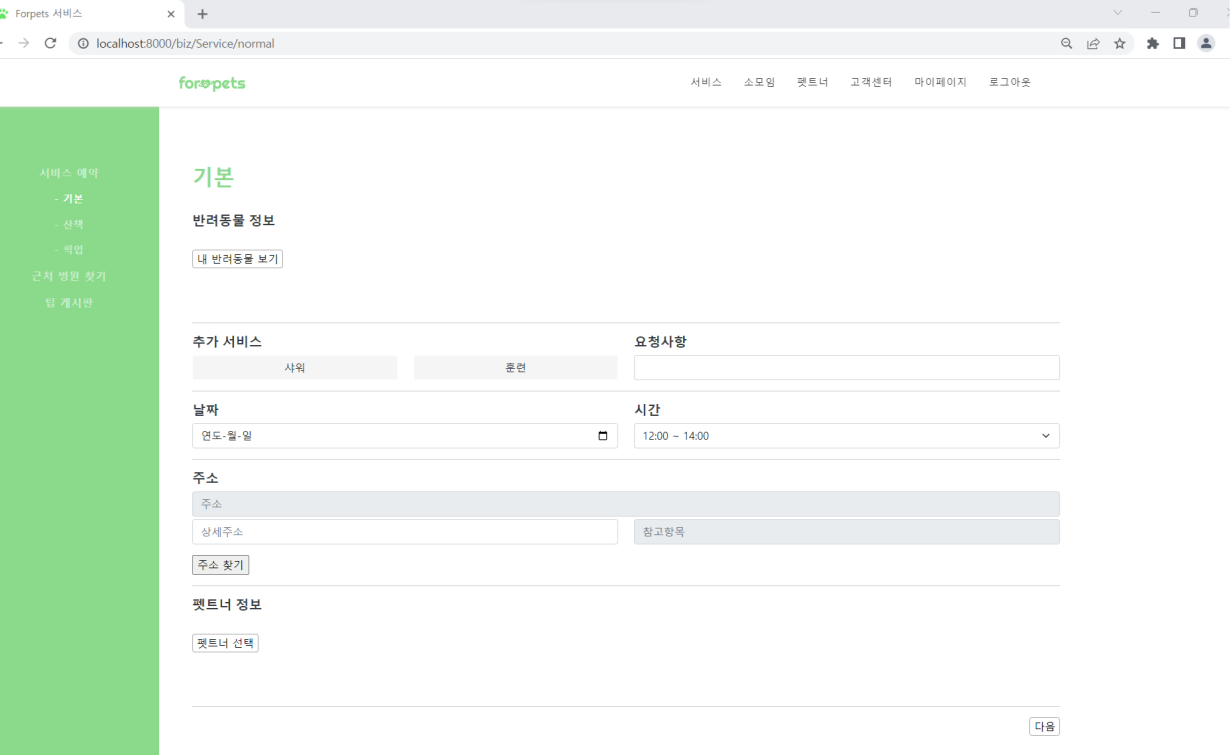 Forpets 서비스
localhost:8000/biz/Service/normal
forpets
서비스 소모임 펫트너 고객센터 마이페이지 로그아웃
서비스 예약
- 기본
- 산책
- 픽업
근처 병원 찾기
팁 게시판
기본
반려동물 정보
내 반려동물 보기
추가 서비스 요청사항
샤워 훈련
날짜 시간
연도-월-일 12:00 ~ 14:00
주소
주소
상세주소 참고항목
주소 찾기
펫트너 정보
펫트너 선택
다음